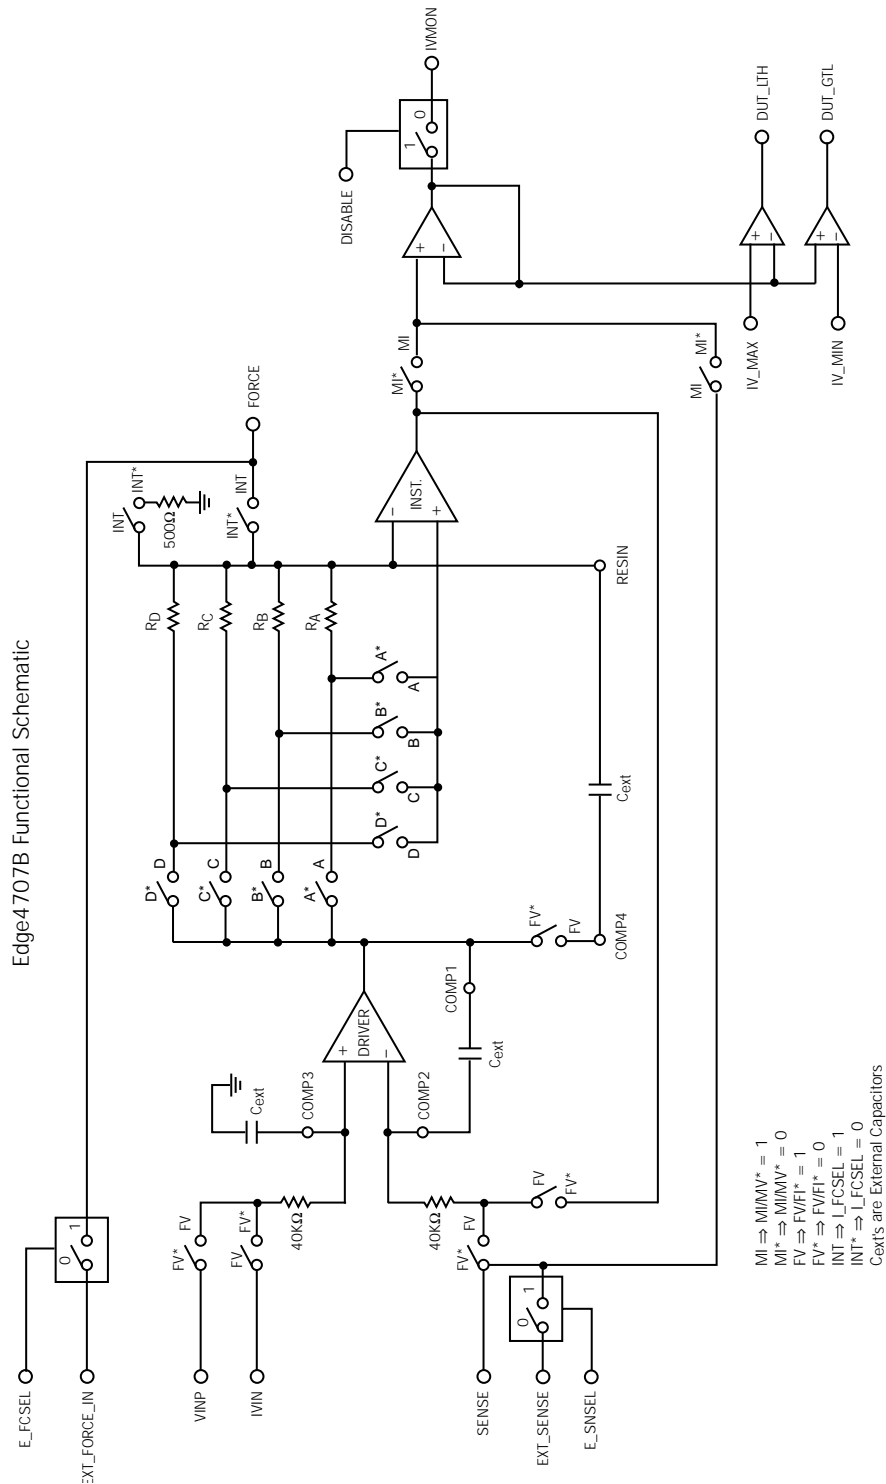 Edge4707B Functional Schematic
E_FCSEL
EXT_FORCE_IN
0
1
VINP
FV*
FV
IVIN
FV
FV*
40KΩ
Cext
COMP3
+
DRIVER
–
COMP2
COMP1
Cext
40KΩ
SENSE
FV*
FV
FV
FV*
EXT_SENSE
0
1
E_SNSEL
D*
D
C*
C
B*
B
A*
A
D*
D
C*
C
B*
B
A*
A
RD
RC
RB
RA
FV*
FV
COMP4
Cext
RESIN
INT
INT*
500Ω
INT*
INT
FORCE
–
INST.
+
MI*
MI
MI
MI*
+
–
DISABLE
1
0
IVMON
IV_MAX
IV_MIN
+
–
+
–
DUT_LTH
DUT_GTL
MI ⇒ MI/MV* = 1
MI* ⇒ MI/MV* = 0
FV ⇒ FV/FI* = 1
FV* ⇒ FV/FI* = 0
INT ⇒ I_FCSEL = 1
INT* ⇒ I_FCSEL = 0
Cext's are External Capacitors